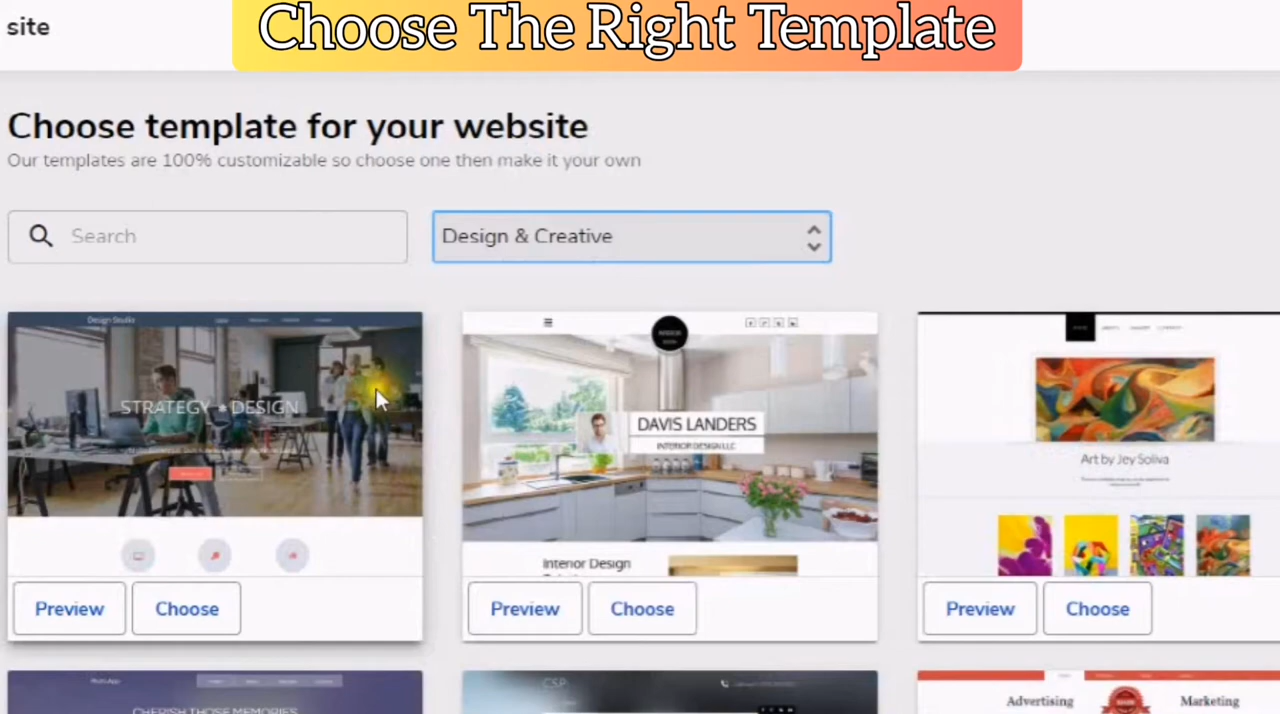 Choose The Right Template
site
Choose template for your website
Our templates are 100% customizable so choose one then make it your own
Search
Design & Creative
Design Studio
STRATEGY + DESIGN
DAVIS LANDERS
INTERIOR DESIGN LLC
Art by Jey Soliva
Interior Design
Preview
Choose
Preview
Choose
Preview
Choose
CHERISH THOSE MEMORIES
CSP
Advertising
Marketing